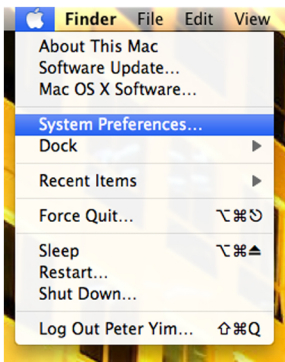 Finder File Edit View
About This Mac
Software Update...
Mac OS X Software...
System Preferences...
Dock ▶
Recent Items ▶
Force Quit... ⌥⌘⎋
Sleep ⌥⌘⏏
Restart...
Shut Down...
Log Out Peter Yim... ⇧⌘Q